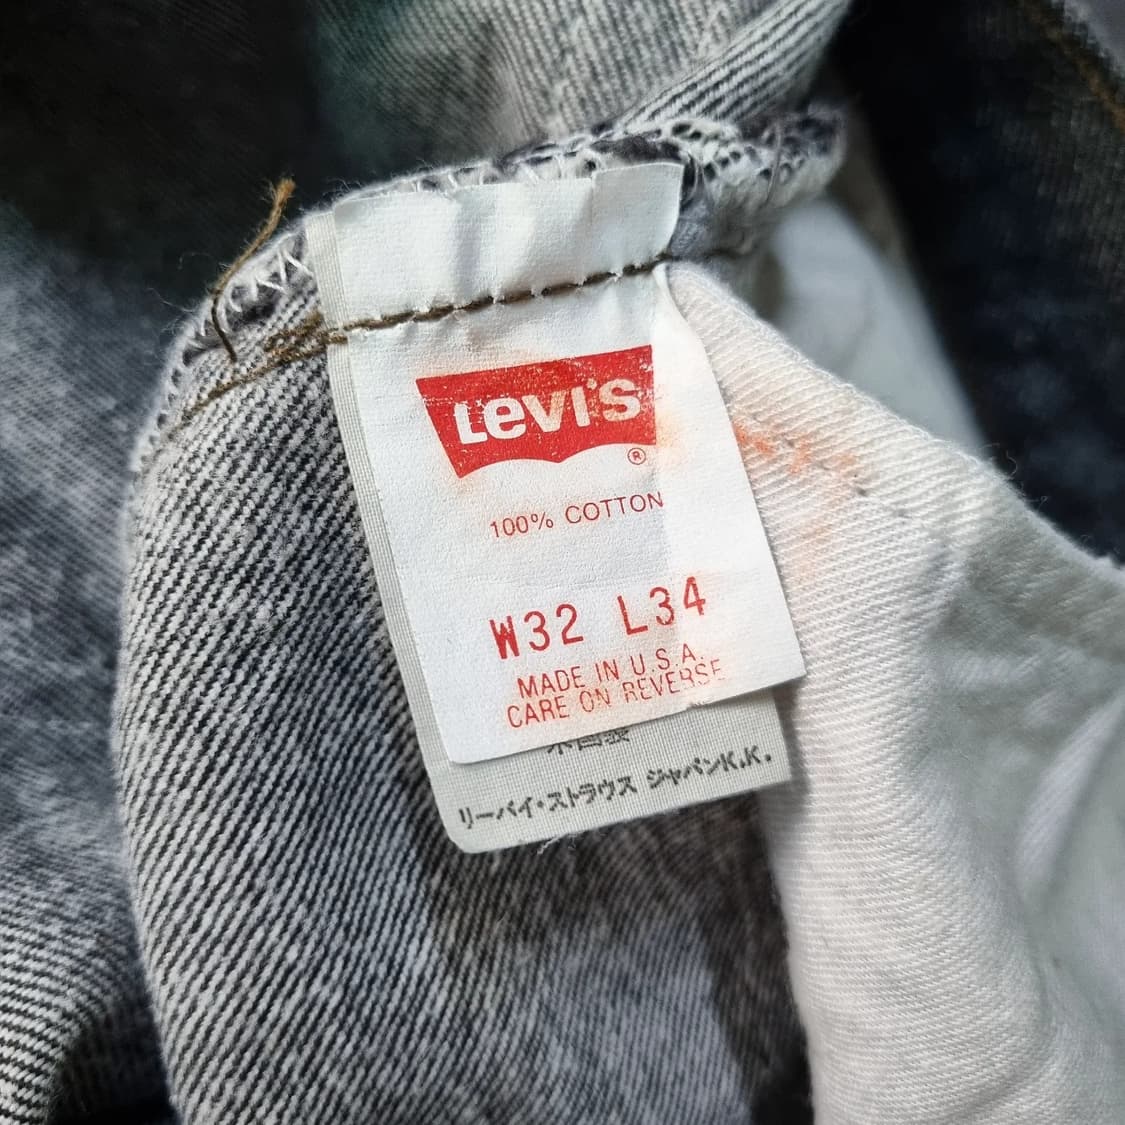 Levi's
®
100% COTTON
W32 L34
MADE IN U.S.A.
CARE ON REVERSE
リーバイ・ストラウス ジャパンK.K.